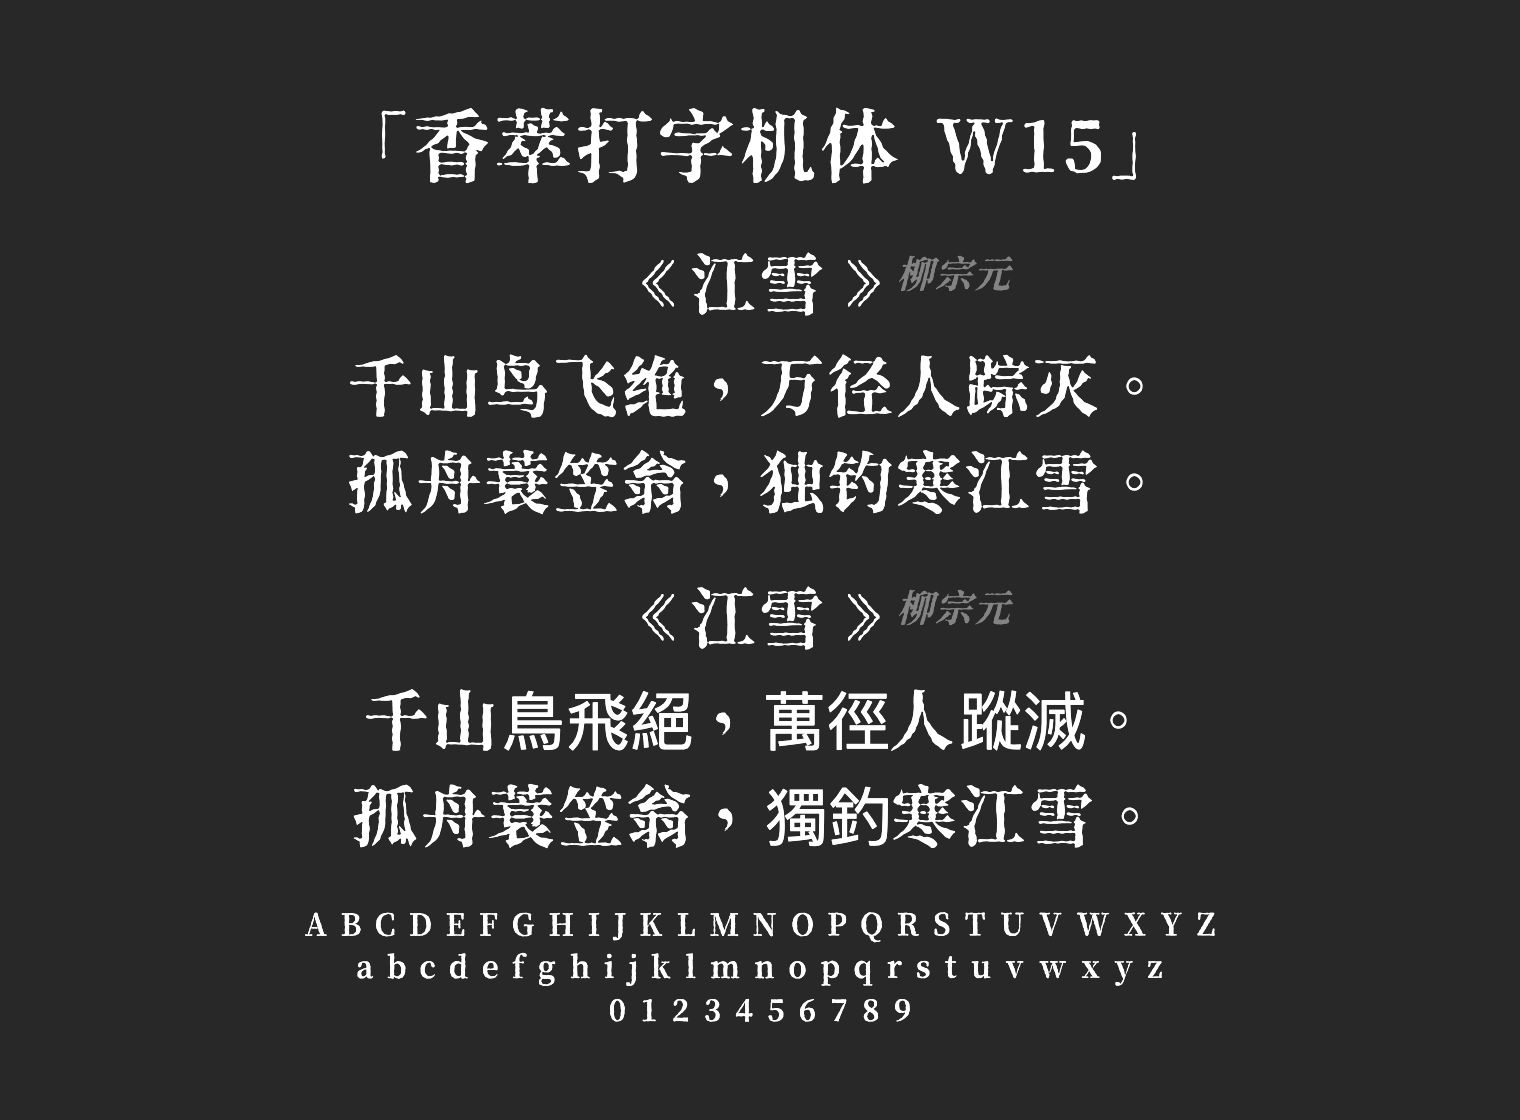 「香萃打字机体 W15」
《江雪》柳宗元
千山鸟飞绝，万径人踪灭。
孤舟蓑笠翁，独钓寒江雪。
《江雪》柳宗元
千山鳥飛絕，萬徑人蹤滅。
孤舟蓑笠翁，獨釣寒江雪。
A B C D E F G H I J K L M N O P Q R S T U V W X Y Z
a b c d e f g h i j k l m n o p q r s t u v w x y z
0 1 2 3 4 5 6 7 8 9